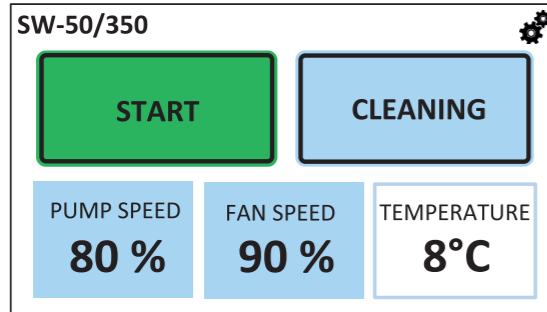 SW-50/350
START
CLEANING
PUMP SPEED
80 %
FAN SPEED
90 %
TEMPERATURE
8°C